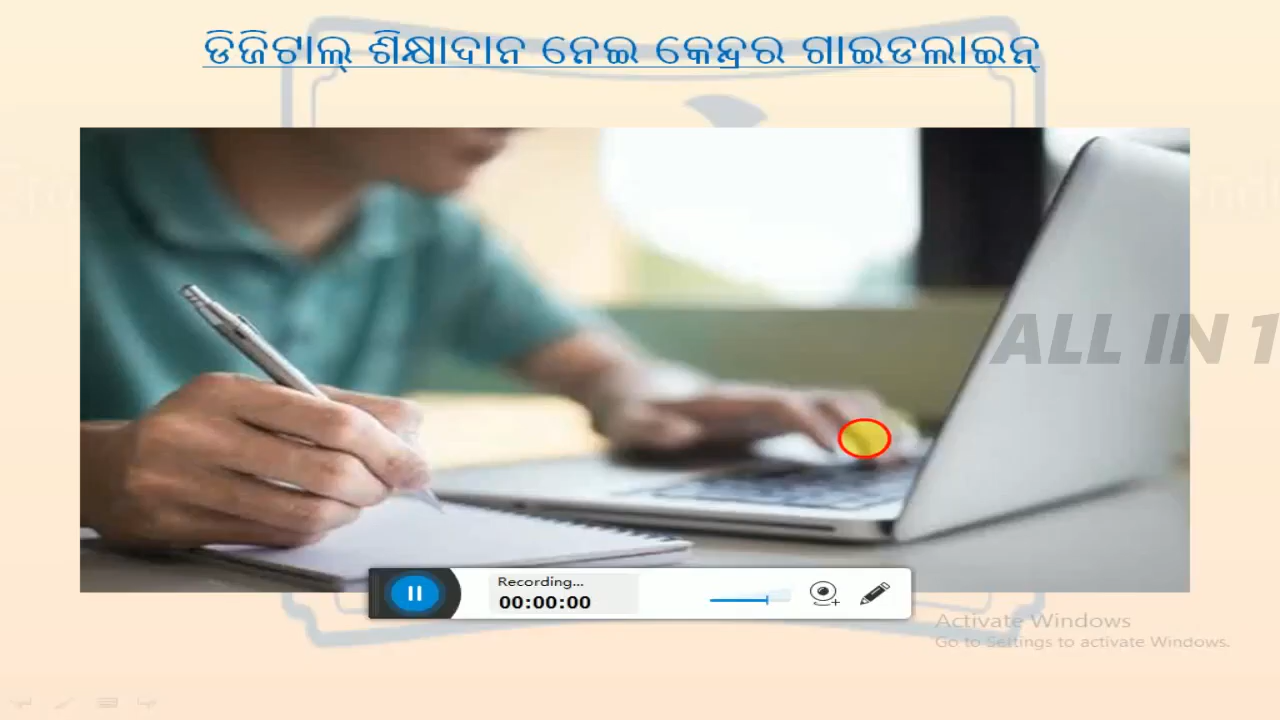 ଡିଜିଟାଲ୍ ଶିକ୍ଷାଦାନ ନେଇ କେନ୍ଦ୍ରର ଗାଇଡଲାଇନ୍
ALL IN 1
Recording...
00:00:00
Activate Windows
Go to Settings to activate Windows.